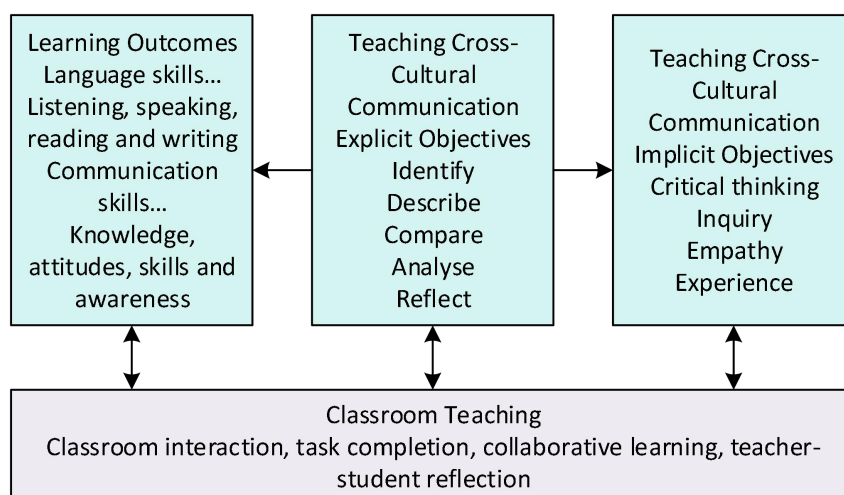 Learning Outcomes
Language skills…
Listening, speaking,
reading and writing
Communication
skills…
Knowledge,
attitudes, skills and
awareness
Teaching Cross-
Cultural
Communication
Explicit Objectives
Identify
Describe
Compare
Analyse
Reflect
Teaching Cross-
Cultural
Communication
Implicit Objectives
Critical thinking
Inquiry
Empathy
Experience
Classroom Teaching
Classroom interaction, task completion, collaborative learning, teacher-
student reflection